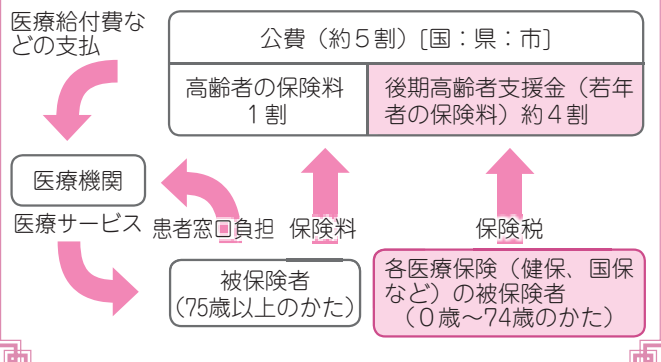 医療給付費な
どの支払
公費（約５割）［国：県：市］
高齢者の保険料
１割
後期高齢者支援金（若年
者の保険料）約４割
医療機関
医療サービス
患者窓口負担
保険料
保険税
被保険者
（75歳以上のかた）
各医療保険（健保、国保
など）の被保険者
（０歳～74歳のかた）